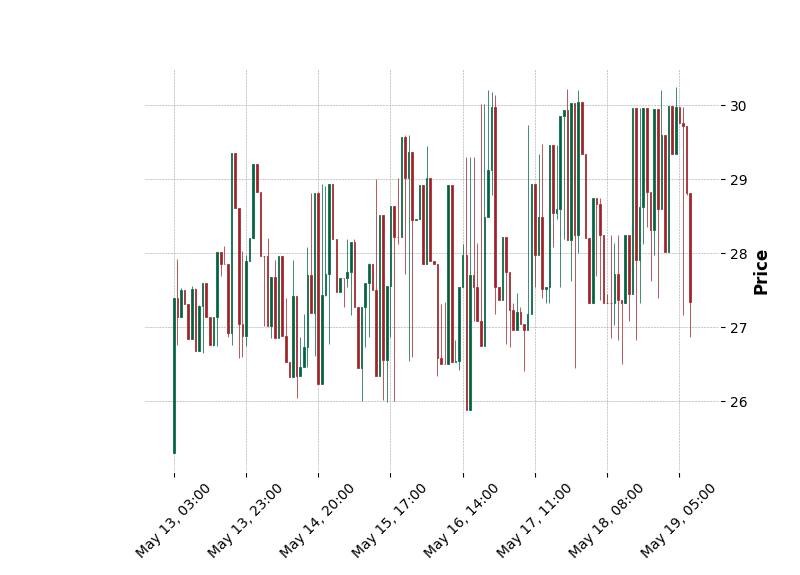 30
29
28
27
26
Price
May 13, 03:00
May 13, 23:00
May 14, 20:00
May 15, 17:00
May 16, 14:00
May 17, 11:00
May 18, 08:00
May 19, 05:00